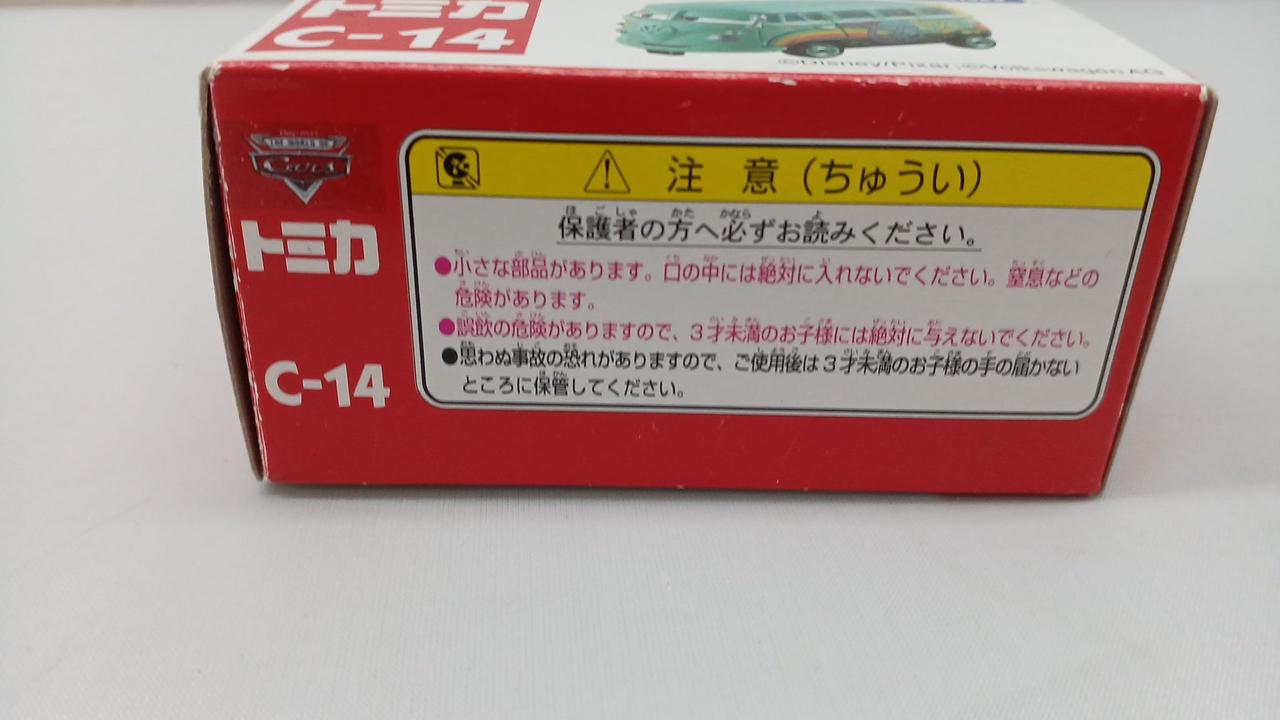 トミカ
C-14
©Disney/Pixar ;©Volkswagen AG
THE WORLD OF
Cars
トミカ
C-14
注 意（ちゅうい）
保護者の方へ必ずお読みください。
●小さな部品があります。口の中には絶対に入れないでください。窒息などの
危険があります。
●誤飲の危険がありますので、3才未満のお子様には絶対に与えないでください。
●思わぬ事故の恐れがありますので、ご使用後は3才未満のお子様の手の届かない
ところに保管してください。